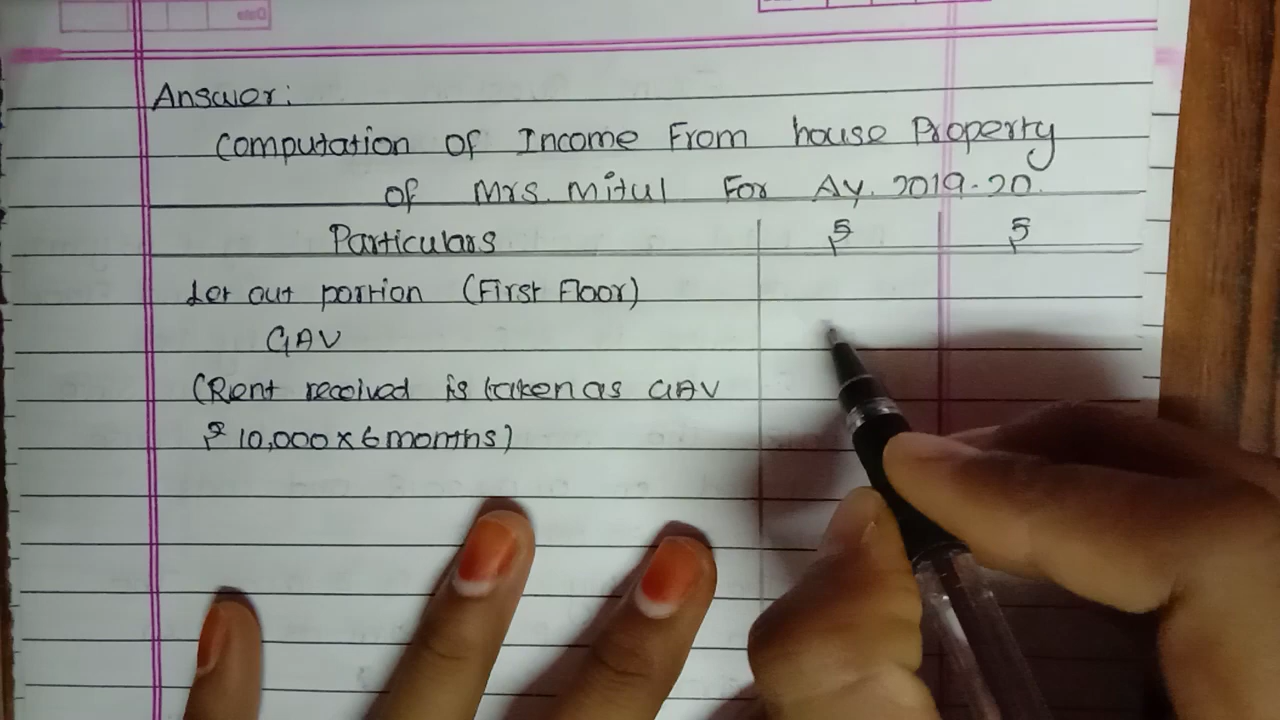 Date
Answer:
Computation of Income From house Property
of Mrs. Mitul For AY. 2019-20.
Particulars ₹ ₹
Let out portion (First Floor)
GAV
(Rent received is taken as GAV
₹ 10,000 x 6 months)